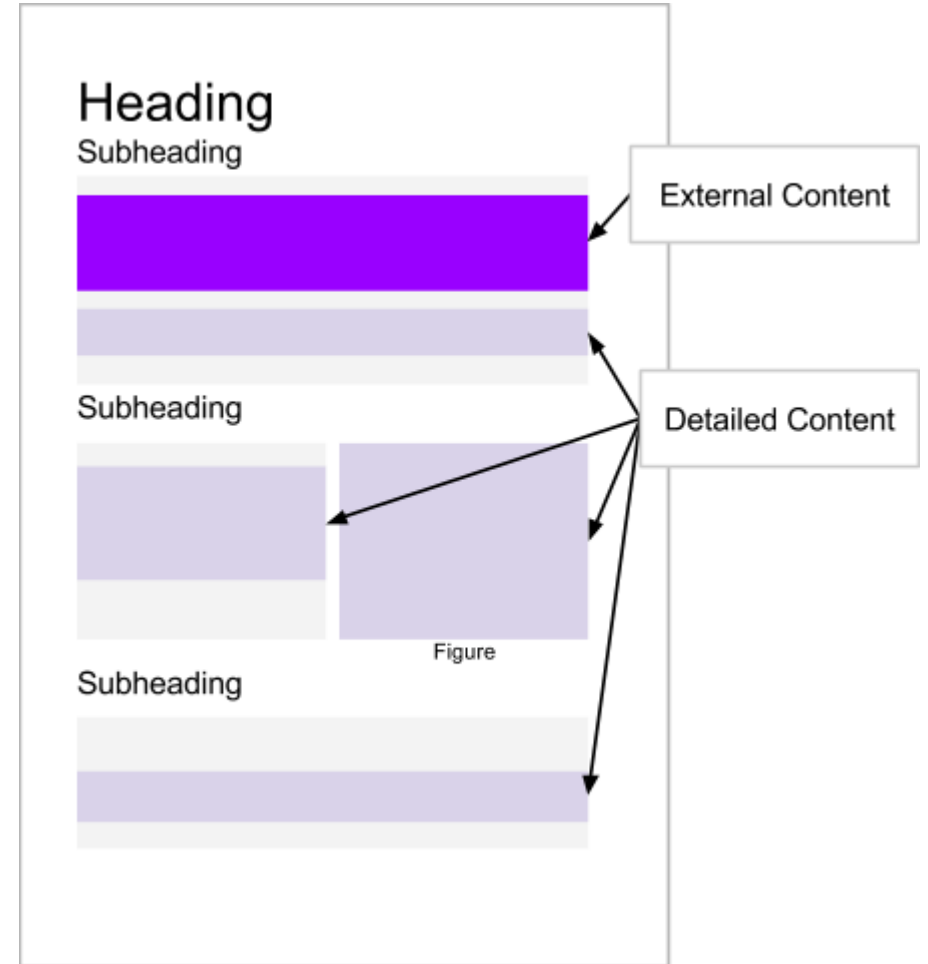 Heading
Subheading
External Content
Subheading
Detailed Content
Figure
Subheading